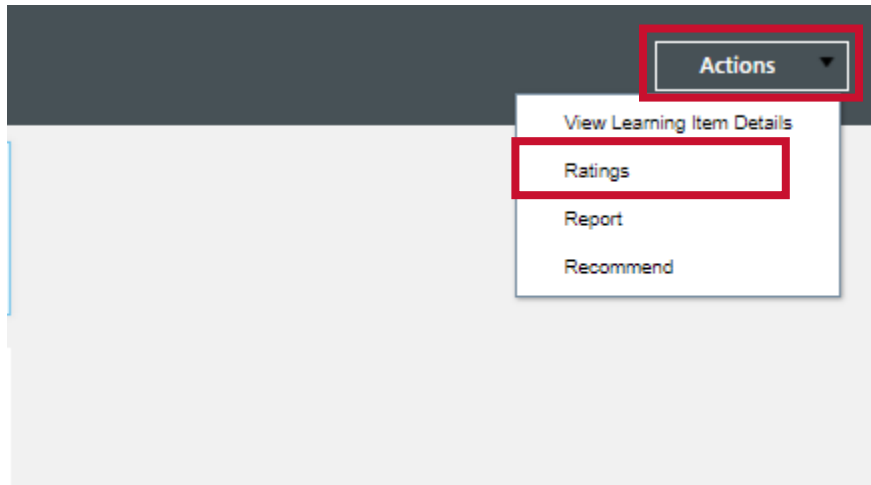 Actions
View Learning Item Details
Ratings
Report
Recommend